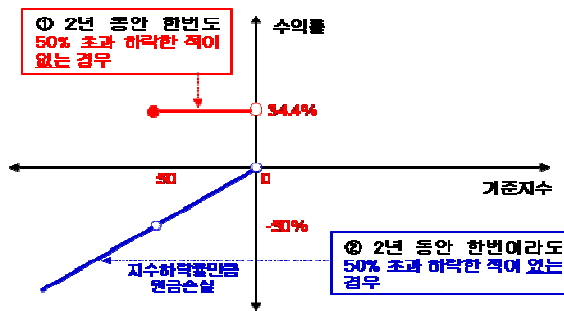 ① 2년 동안 한번도
50% 초과 하락한 적이
없는 경우
수익률
34.4%
-50
0
기준지수
-50%
② 2년 동안 한번이라도
50% 초과 하락한 적이 있는
경우
지수하락률만큼
원금손실